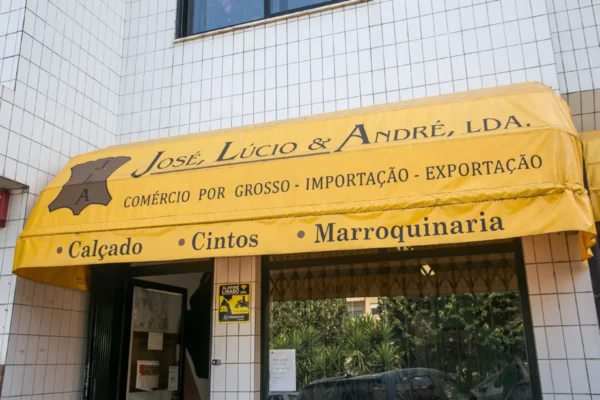 José, Lúcio & André, LDA.
J
A
COMÉRCIO POR GROSSO - IMPORTAÇÃO - EXPORTAÇÃO
• Calçado • Cintos • Marroquinaria